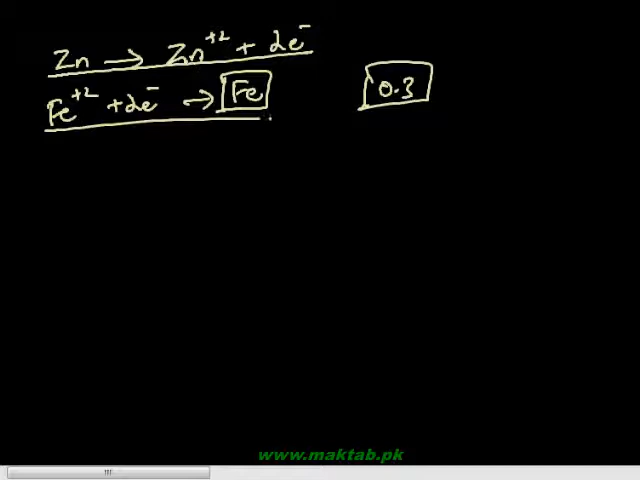 Zn → Zn⁺² + 2e⁻
Fe⁺² + 2e⁻ → Fe
0.3
www.maktab.pk